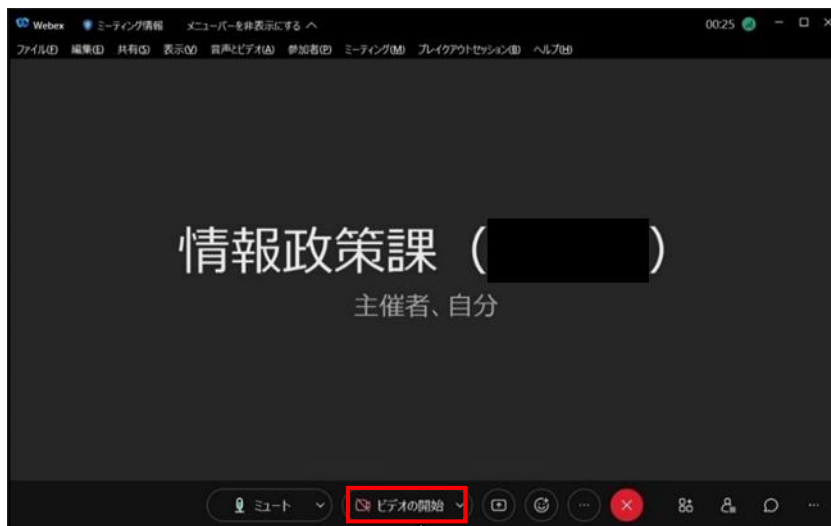 Webex ミーティング情報 メニューバーを非表示にする 00:25
ファイル(F) 編集(E) 共有(S) 表示(V) 音声とビデオ(A) 参加者(P) ミーティング(M) ブレイクアウトセッション(B) ヘルプ(H)
情報政策課（ ）
主催者、自分
ミュート ビデオの開始